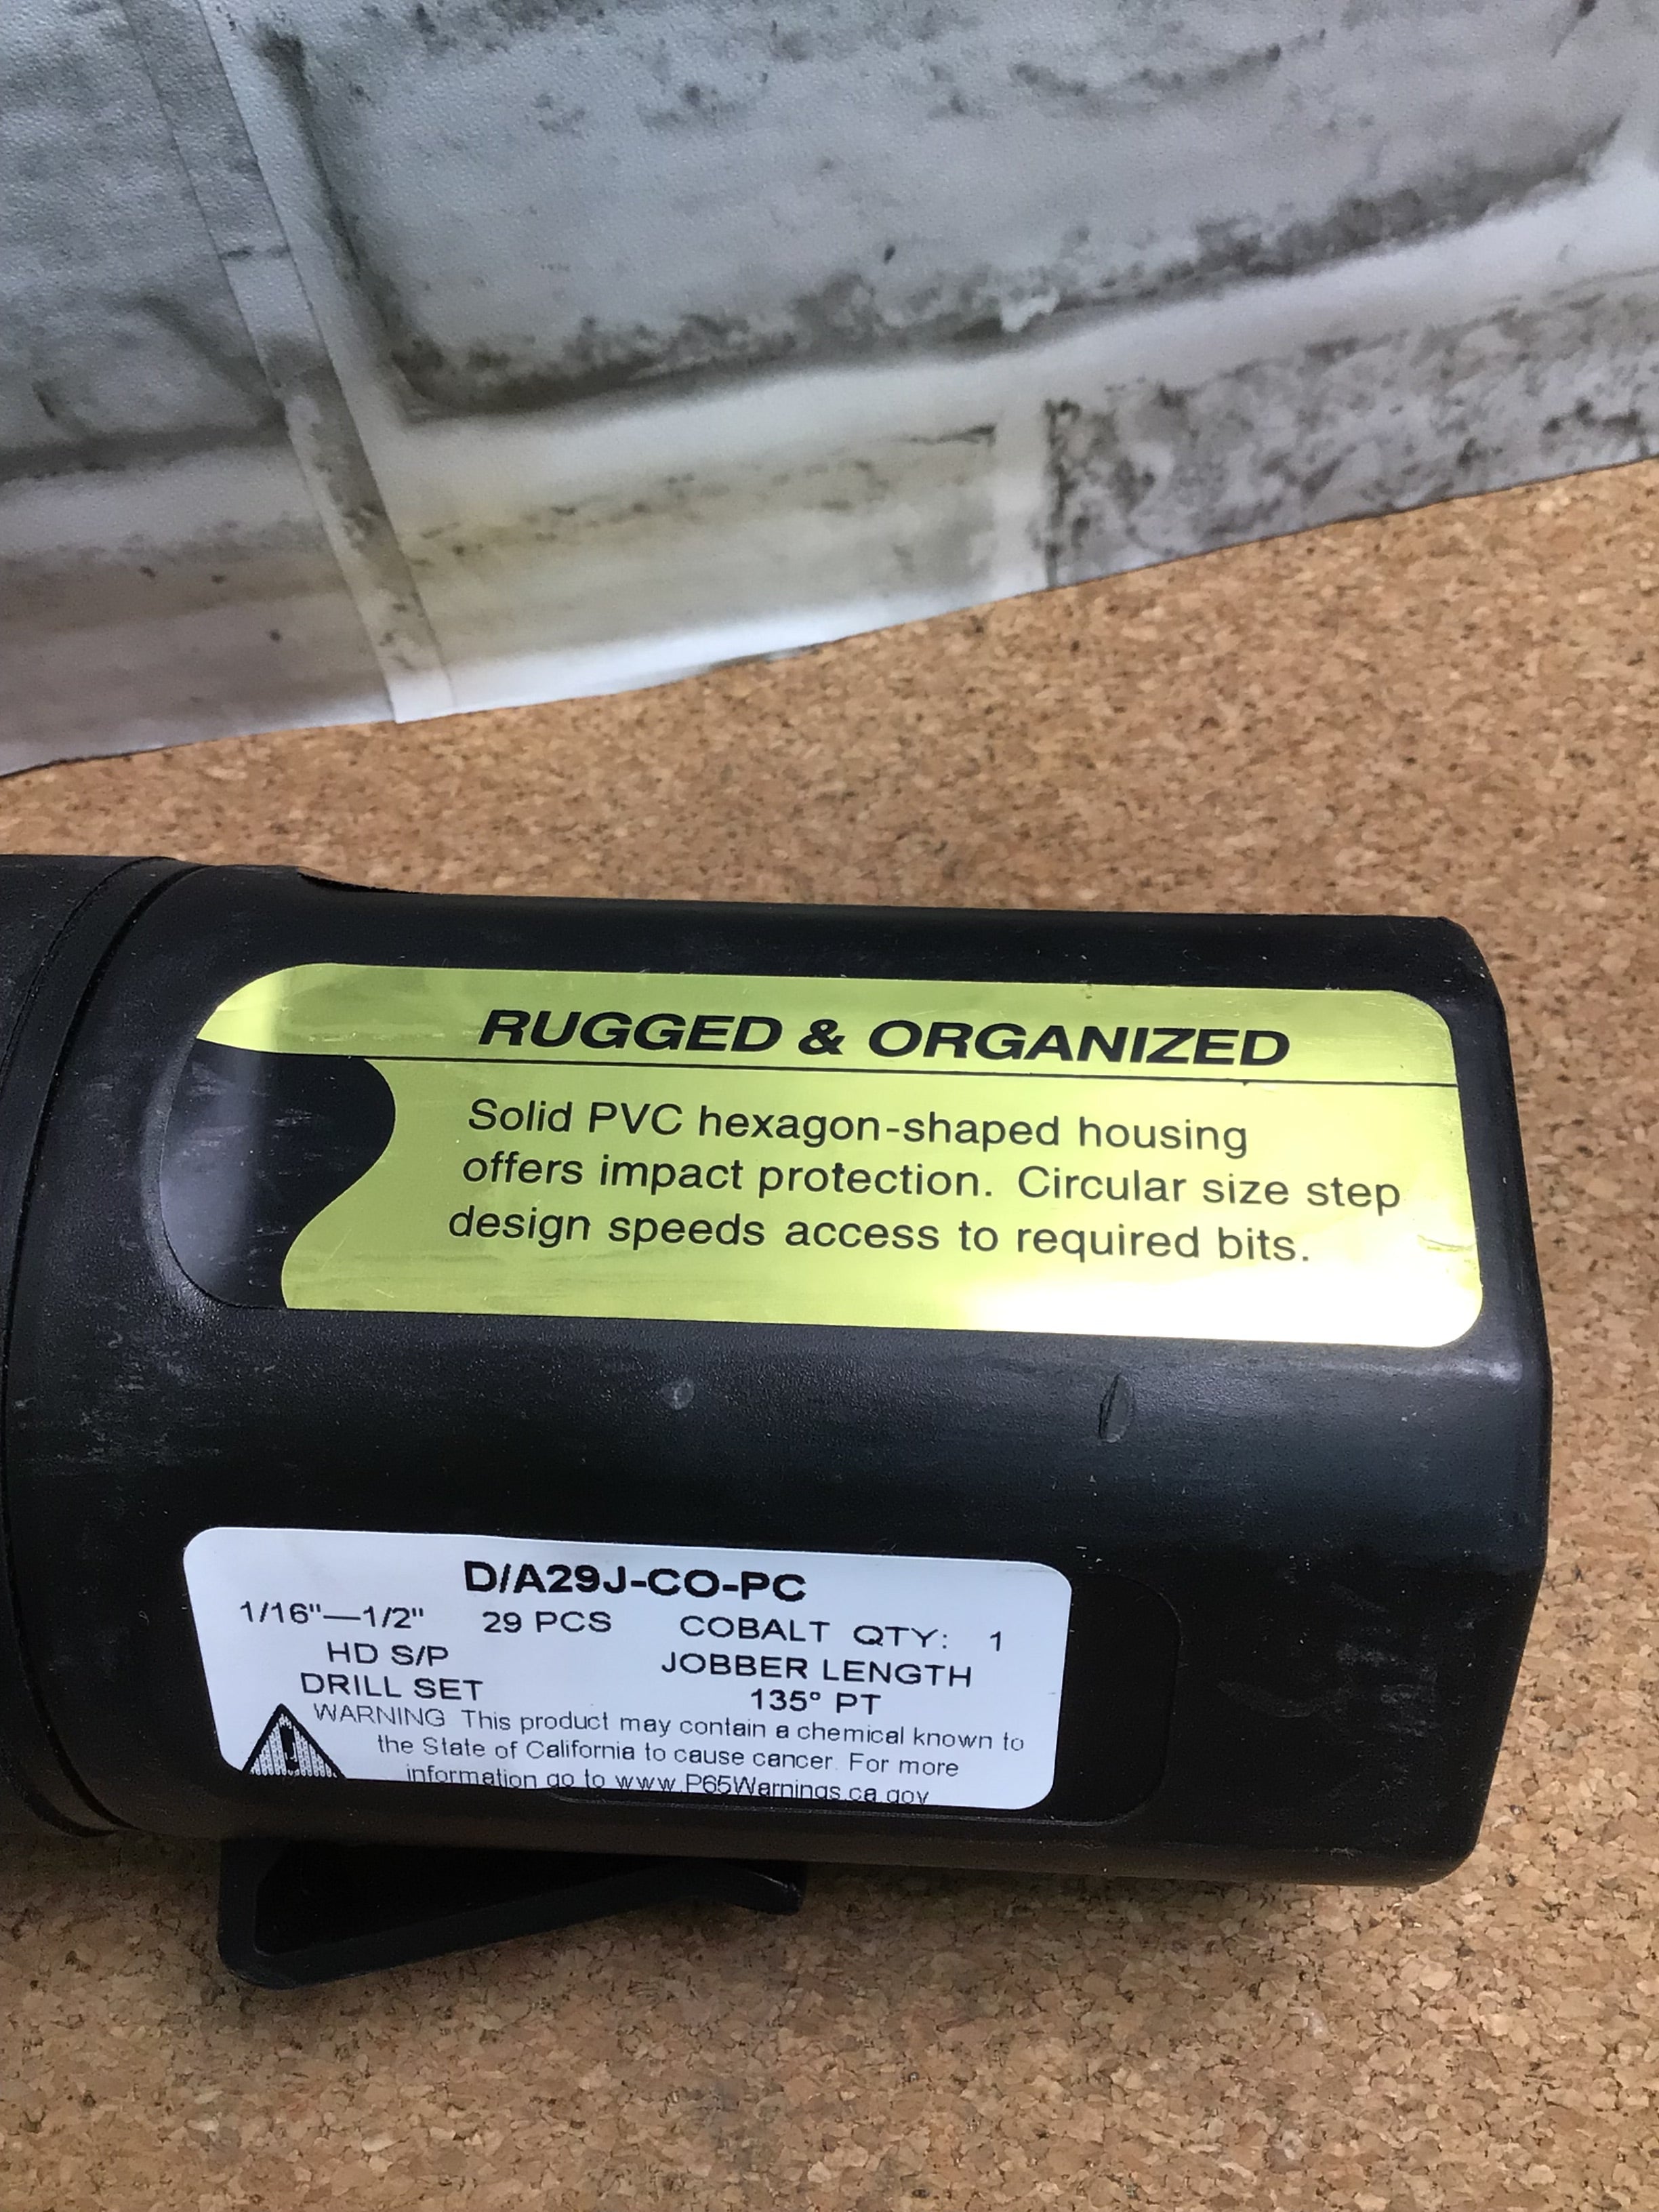 RUGGED & ORGANIZED
Solid PVC hexagon-shaped housing
offers impact protection. Circular size step
design speeds access to required bits.
D/A29J-CO-PC
1/16"—1/2" 29 PCS COBALT QTY: 1
HD S/P JOBBER LENGTH
DRILL SET 135° PT
WARNING This product may contain a chemical known to
the State of California to cause cancer. For more
information go to www.P65Warnings.ca.gov